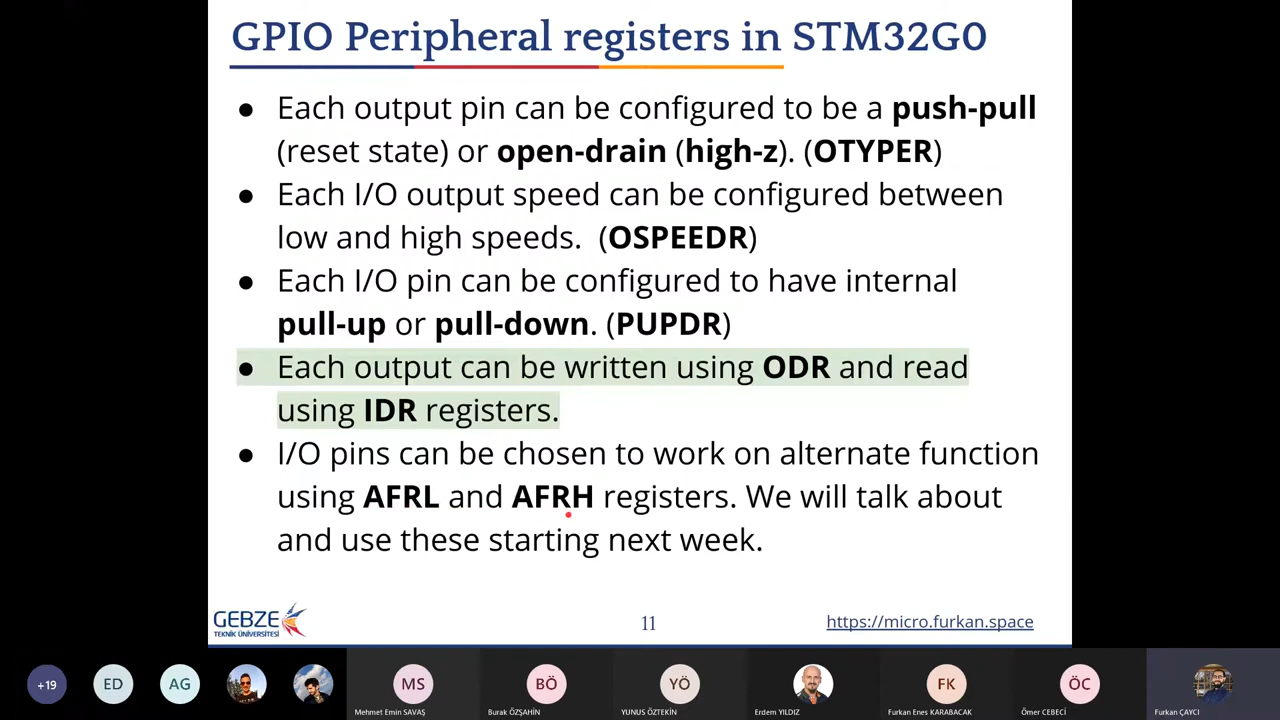 GPIO Peripheral registers in STM32G0
● Each output pin can be configured to be a push-pull
(reset state) or open-drain (high-z). (OTYPER)
● Each I/O output speed can be configured between
low and high speeds. (OSPEEDR)
● Each I/O pin can be configured to have internal
pull-up or pull-down. (PUPDR)
● Each output can be written using ODR and read
using IDR registers.
● I/O pins can be chosen to work on alternate function
using AFRL and AFRH registers. We will talk about
and use these starting next week.
GEBZE
TEKNİK ÜNİVERSİTESİ
11
https://micro.furkan.space
+19
ED
AG
MS
BÖ
YÖ
FK
ÖC
Mehmet Emin SAVAŞ
Burak ÖZŞAHİN
YUNUS ÖZTEKİN
Erdem YILDIZ
Furkan Enes KARABACAK
Ömer CEBECİ
Furkan ÇAYCI